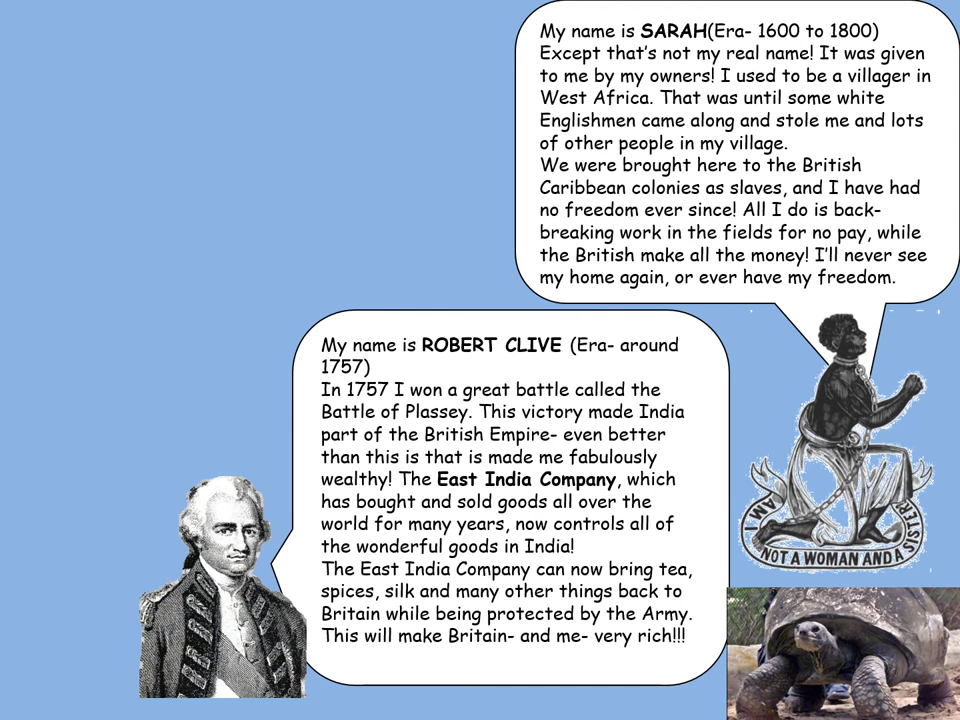 My name is SARAH(Era- 1600 to 1800)
Except that's not my real name! It was given
to me by my owners! I used to be a villager in
West Africa. That was until some white
Englishmen came along and stole me and lots
of other people in my village.
We were brought here to the British
Caribbean colonies as slaves, and I have had
no freedom ever since! All I do is back-
breaking work in the fields for no pay, while
the British make all the money! I'll never see
my home again, or ever have my freedom.
My name is ROBERT CLIVE (Era- around
1757)
In 1757 I won a great battle called the
Battle of Plassey. This victory made India
part of the British Empire- even better
than this is that is made me fabulously
wealthy! The East India Company, which
has bought and sold goods all over the
world for many years, now controls all of
the wonderful goods in India!
The East India Company can now bring tea,
spices, silk and many other things back to
Britain while being protected by the Army.
This will make Britain- and me- very rich!!!
AM I NOT A WOMAN AND A SISTER?